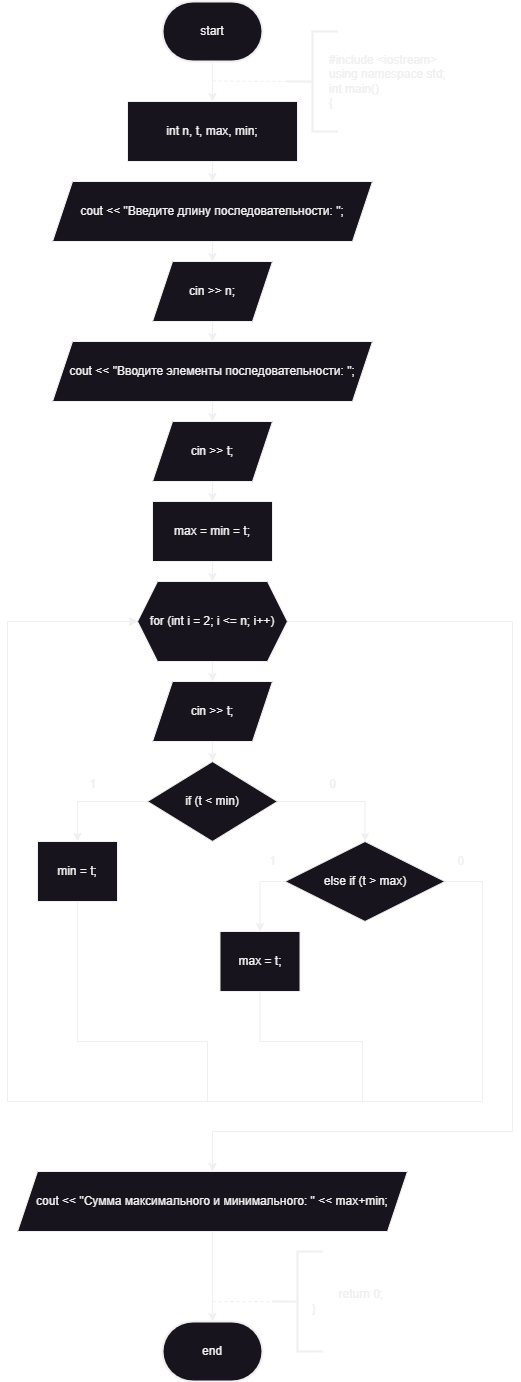 start
#include <iostream>
using namespace std;
int main()
{
int n, t, max, min;
cout << "Введите длину последовательности: ";
cin >> n;
cout << "Вводите элементы последовательности: ";
cin >> t;
max = min = t;
for (int i = 2; i <= n; i++)
cin >> t;
1
if (t < min)
0
min = t;
1
else if (t > max)
0
max = t;
cout << "Сумма максимального и минимального: " << max+min;
return 0;
}
end